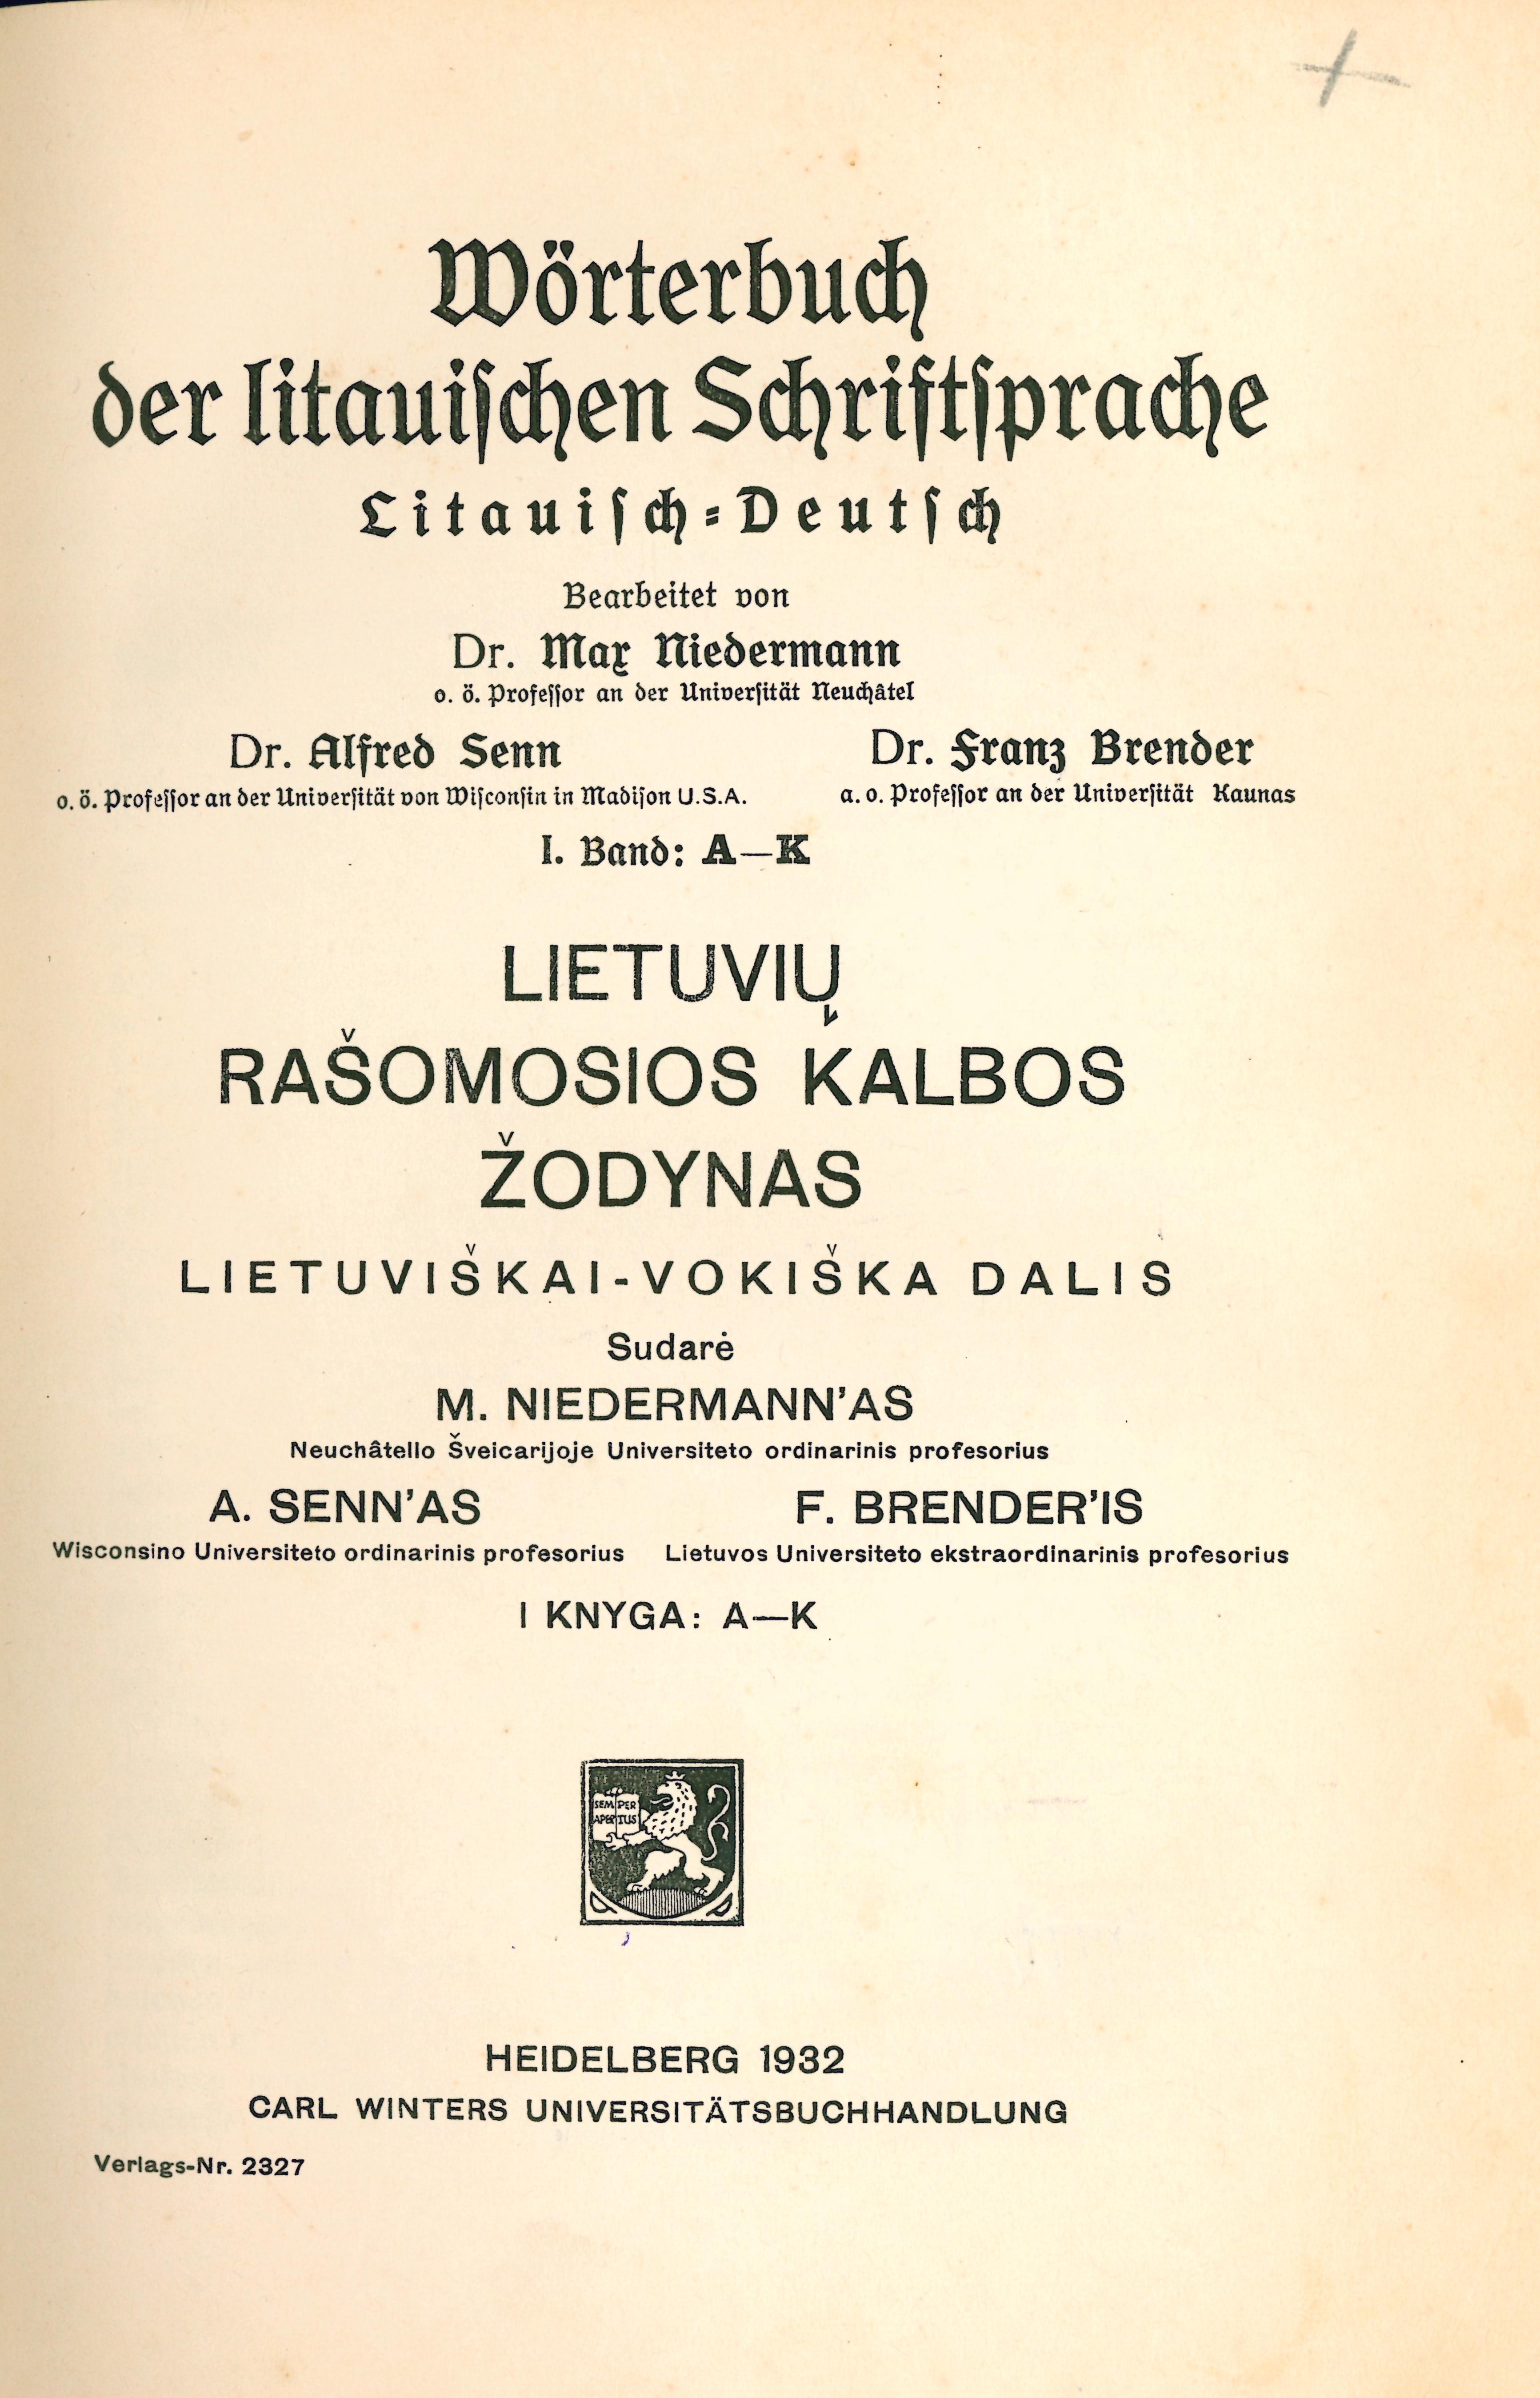 Wörterbuch
der litauischen Schriftsprache
Litauisch=Deutsch
Bearbeitet von
Dr. Max Niedermann
o. ö. Professor an der Universität Neuchâtel
Dr. Alfred Senn
Dr. Franz Brender
o. ö. Professor an der Universität von Wisconsin in Madison U.S.A.
a. o. Professor an der Universität Kaunas
I. Band: A—K
LIETUVIŲ
RAŠOMOSIOS KALBOS
ŽODYNAS
LIETUVIŠKAI-VOKIŠKA DALIS
Sudarė
M. NIEDERMANN'AS
Neuchâtello Šveicarijoje Universiteto ordinarinis profesorius
A. SENN'AS
F. BRENDER'IS
Wisconsino Universiteto ordinarinis profesorius
Lietuvos Universiteto ekstraordinarinis profesorius
I KNYGA: A—K
SEMPER
APERTUS
HEIDELBERG 1932
CARL WINTERS UNIVERSITÄTSBUCHHANDLUNG
Verlags-Nr. 2327